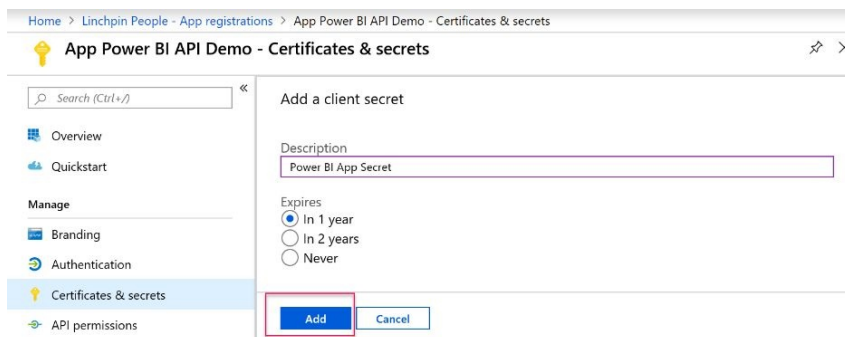 Home > Linchpin People - App registrations > App Power BI API Demo - Certificates & secrets
App Power BI API Demo - Certificates & secrets
Search (Ctrl+/)
Overview
Quickstart
Manage
Branding
Authentication
Certificates & secrets
API permissions
Add a client secret
Description
Power BI App Secret
Expires
In 1 year
In 2 years
Never
Add Cancel